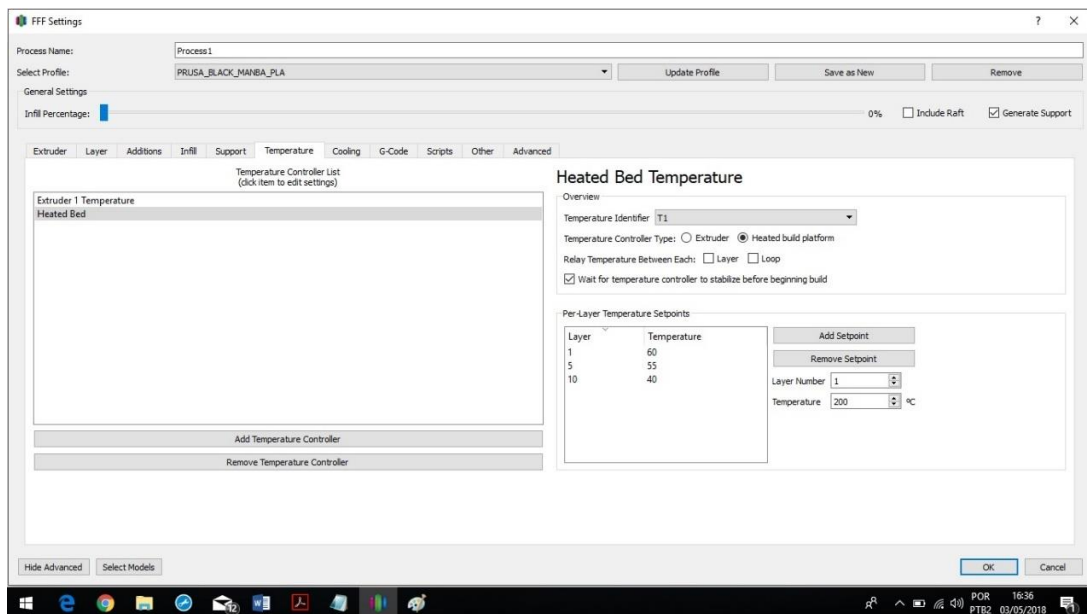 FFF Settings
? X
Process Name: Process1
Select Profile: PRUSA_BLACK_MANBA_PLA Update Profile Save as New Remove
General Settings
Infill Percentage: 0% Include Raft Generate Support
Extruder Layer Additions Infill Support Temperature Cooling G-Code Scripts Other Advanced
Temperature Controller List
(click item to edit settings)
Extruder 1 Temperature
Heated Bed
Add Temperature Controller
Remove Temperature Controller
Heated Bed Temperature
Overview
Temperature Identifier T1
Temperature Controller Type: Extruder Heated build platform
Relay Temperature Between Each: Layer Loop
Wait for temperature controller to stabilize before beginning build
Per-Layer Temperature Setpoints
Layer Temperature
1 60
5 55
10 40
Add Setpoint
Remove Setpoint
Layer Number 1
Temperature 200 ºC
Hide Advanced Select Models OK Cancel
12
POR 16:36
PTB2 03/05/2018